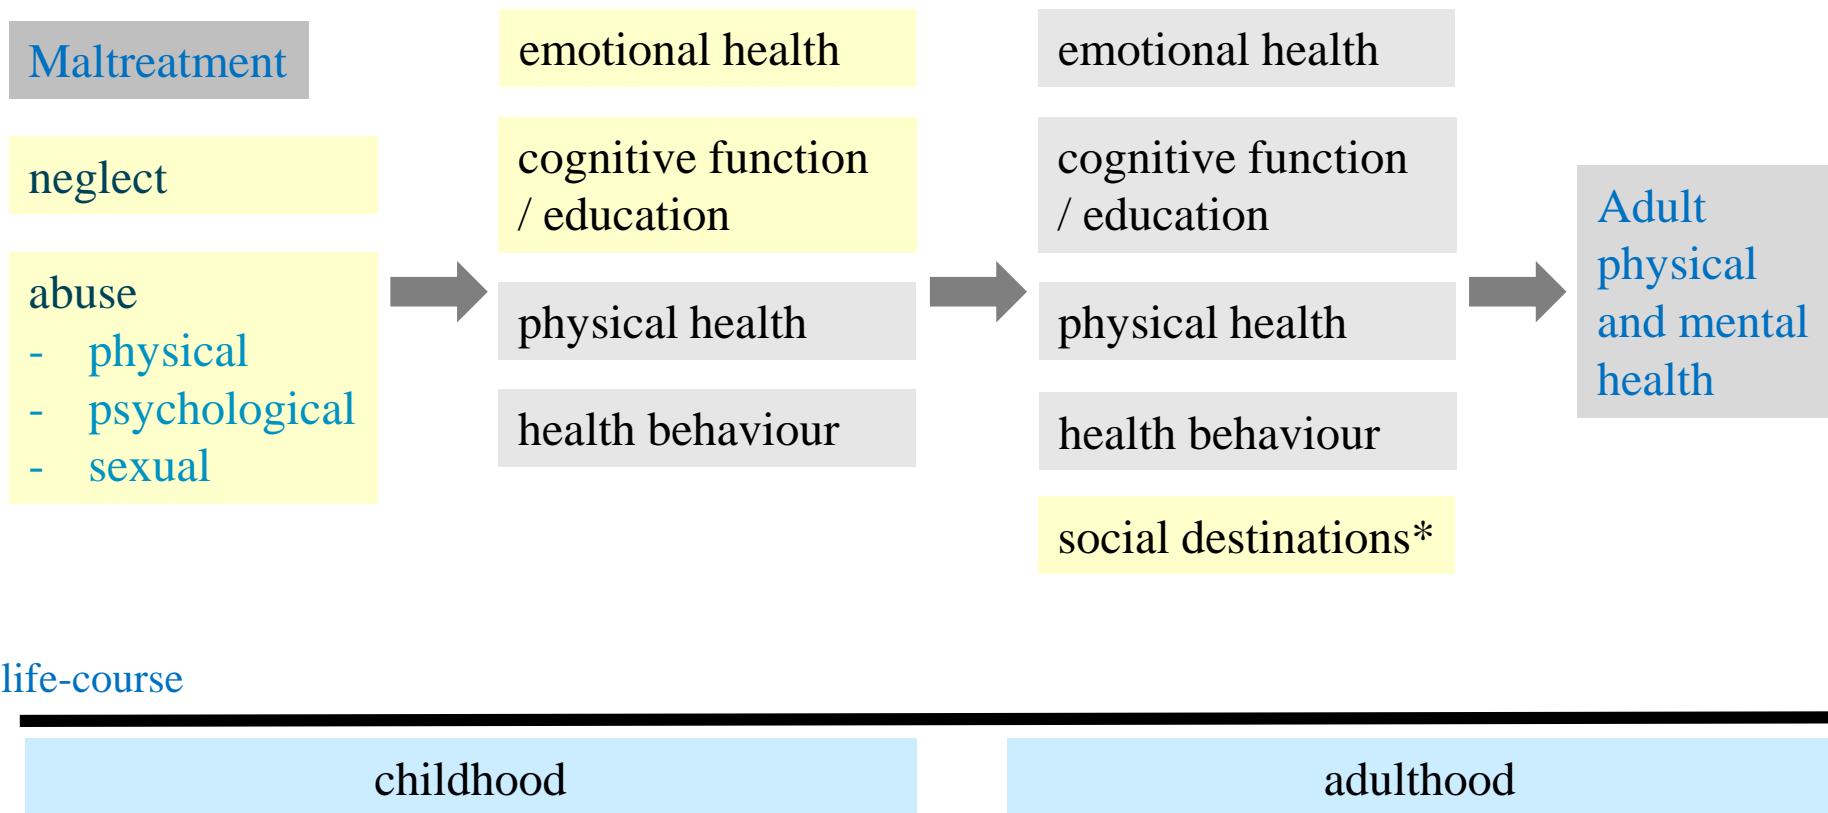 Maltreatment
neglect
abuse
- physical
- psychological
- sexual
emotional health
cognitive function
/ education
physical health
health behaviour
emotional health
cognitive function
/ education
physical health
health behaviour
social destinations*
Adult
physical
and mental
health
life-course
childhood
adulthood